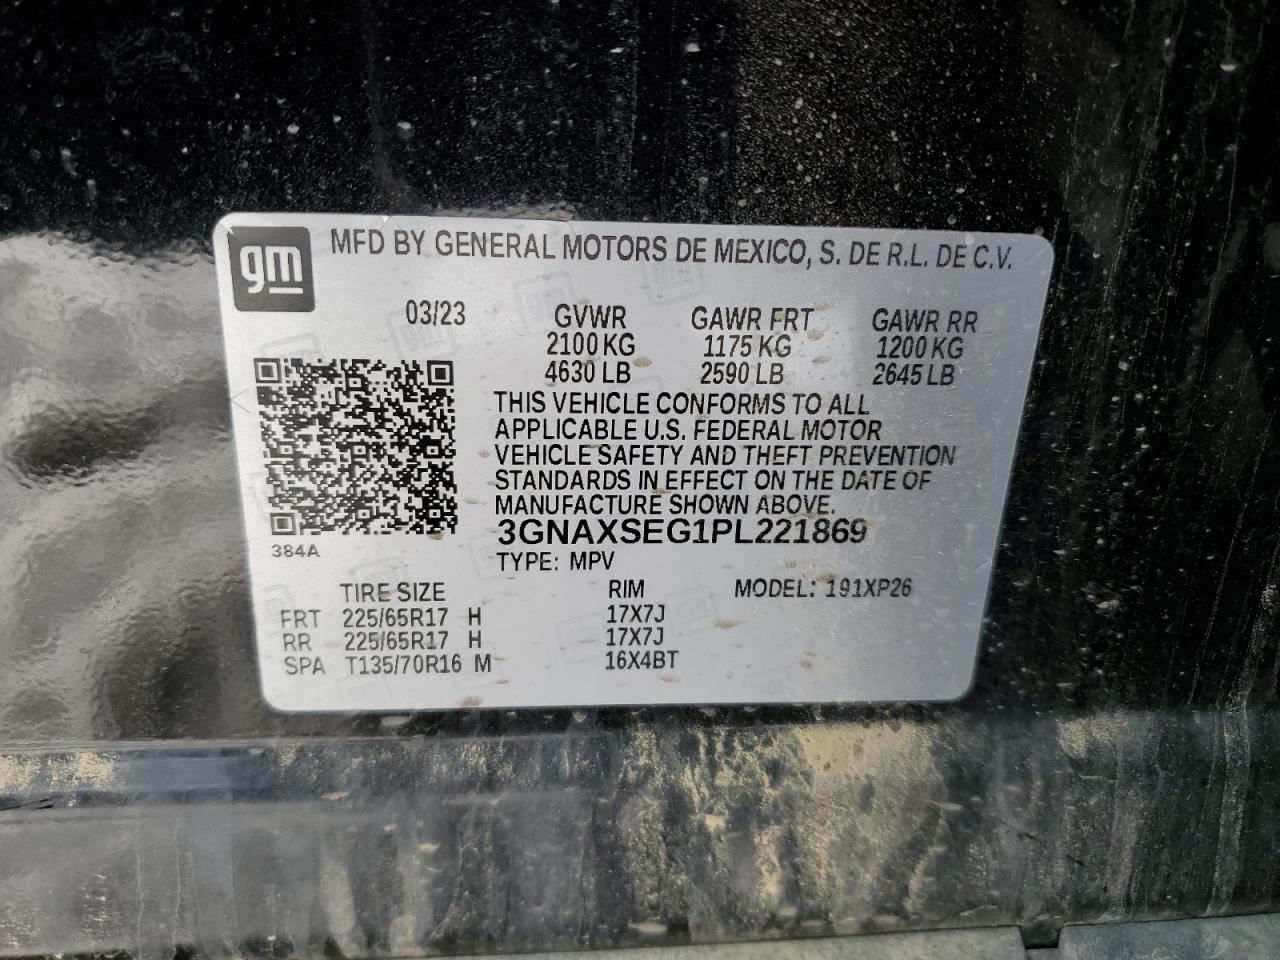 gm
MFD BY GENERAL MOTORS DE MEXICO, S. DE R.L. DE C.V.
03/23 GVWR GAWR FRT GAWR RR
2100 KG 1175 KG 1200 KG
4630 LB 2590 LB 2645 LB
THIS VEHICLE CONFORMS TO ALL
APPLICABLE U.S. FEDERAL MOTOR
VEHICLE SAFETY AND THEFT PREVENTION
STANDARDS IN EFFECT ON THE DATE OF
MANUFACTURE SHOWN ABOVE.
3GNAXSEG1PL221869
384A
TYPE: MPV
TIRE SIZE RIM MODEL: 191XP26
FRT 225/65R17 H 17X7J
RR 225/65R17 H 17X7J
SPA T135/70R16 M 16X4BT